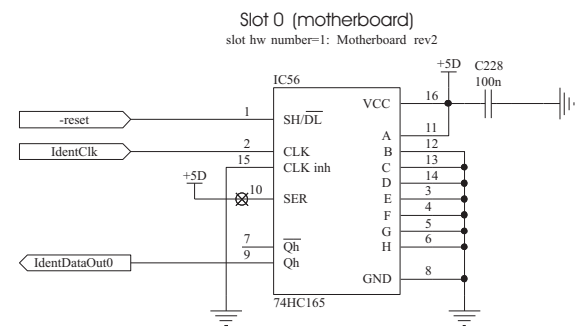 Slot 0 (motherboard)
slot hw number=1: Motherboard rev2
+5D
C228
100n
IC56
VCC
16
-reset
1
SH/DL
A
11
IdentClk
2
CLK
B
12
15
CLK inh
C
13
+5D
D
14
10
SER
E
3
F
4
G
5
7
Qh
H
6
IdentDataOut0
9
Qh
GND
8
74HC165